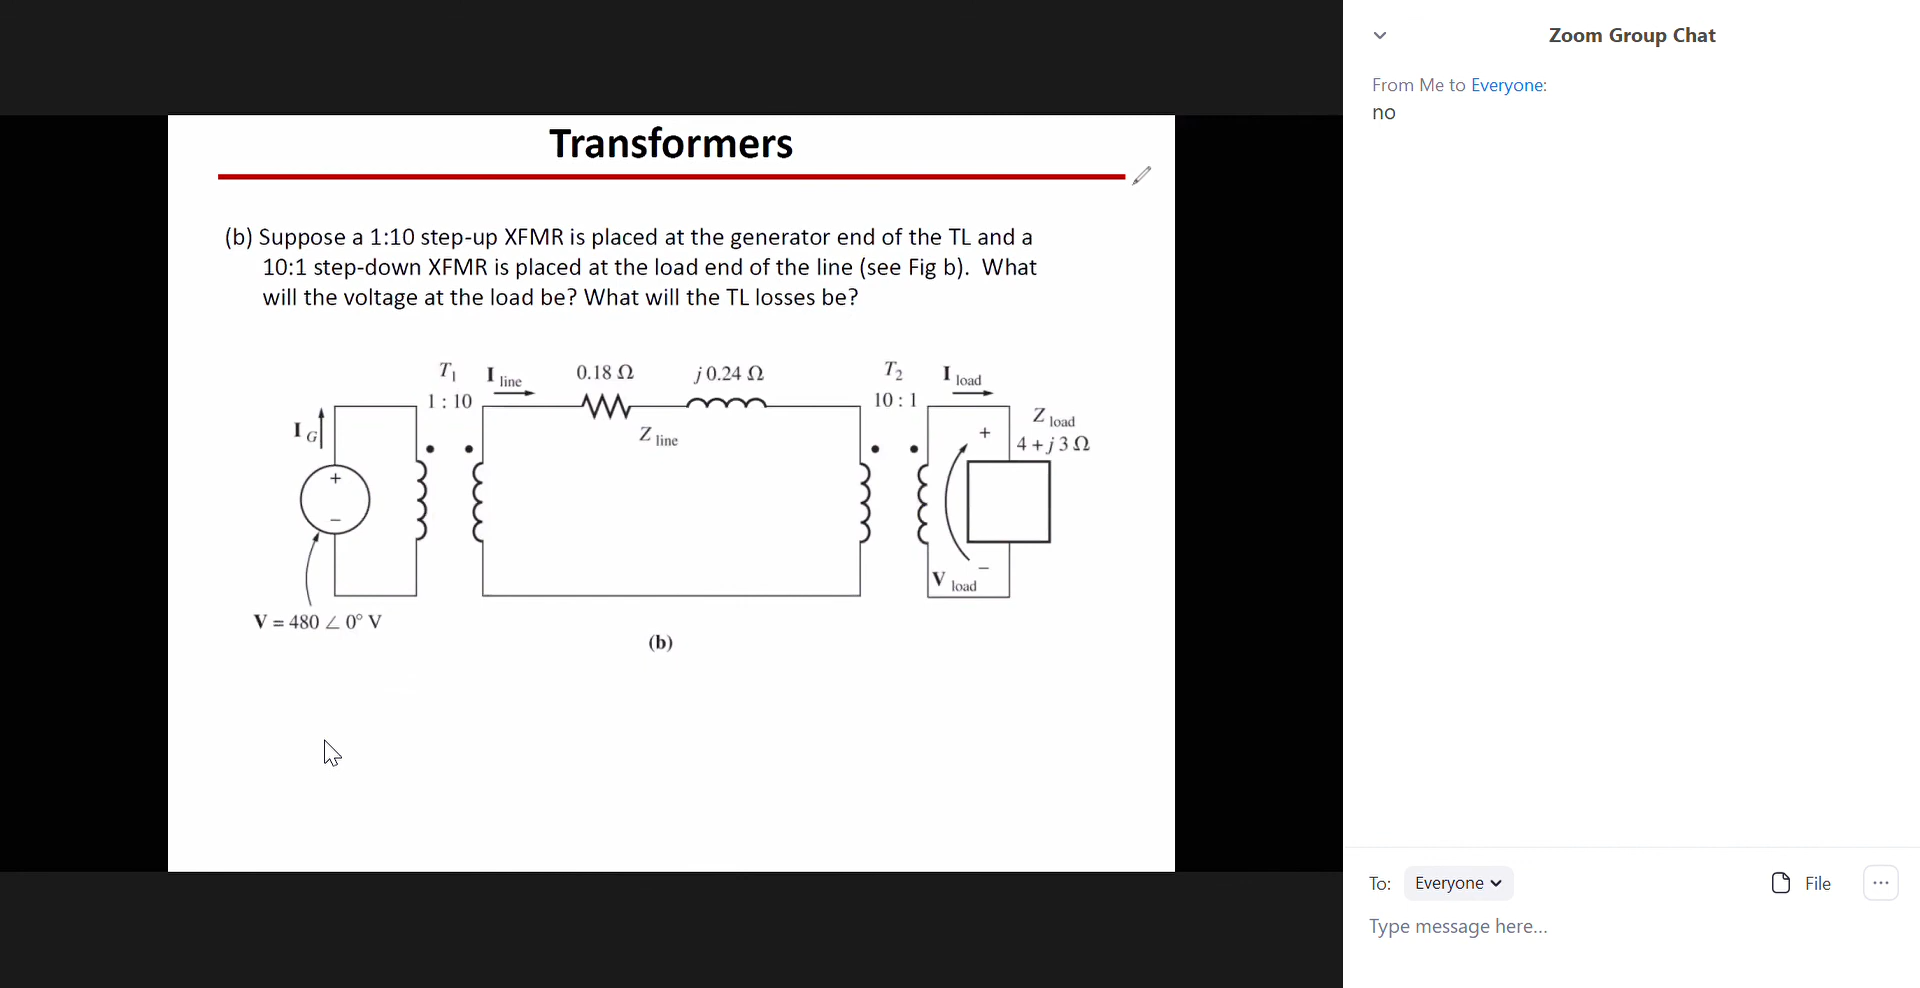 Transformers
(b) Suppose a 1:10 step-up XFMR is placed at the generator end of the TL and a
10:1 step-down XFMR is placed at the load end of the line (see Fig b). What
will the voltage at the load be? What will the TL losses be?
T1
1 : 10
I line
0.18 Ω
j 0.24 Ω
Z line
T2
10 : 1
I load
Z load
4 + j 3 Ω
I G
+
−
+
−
V load
V = 480 ∠ 0° V
(b)
Zoom Group Chat
From Me to Everyone:
no
To: Everyone
File
...
Type message here...